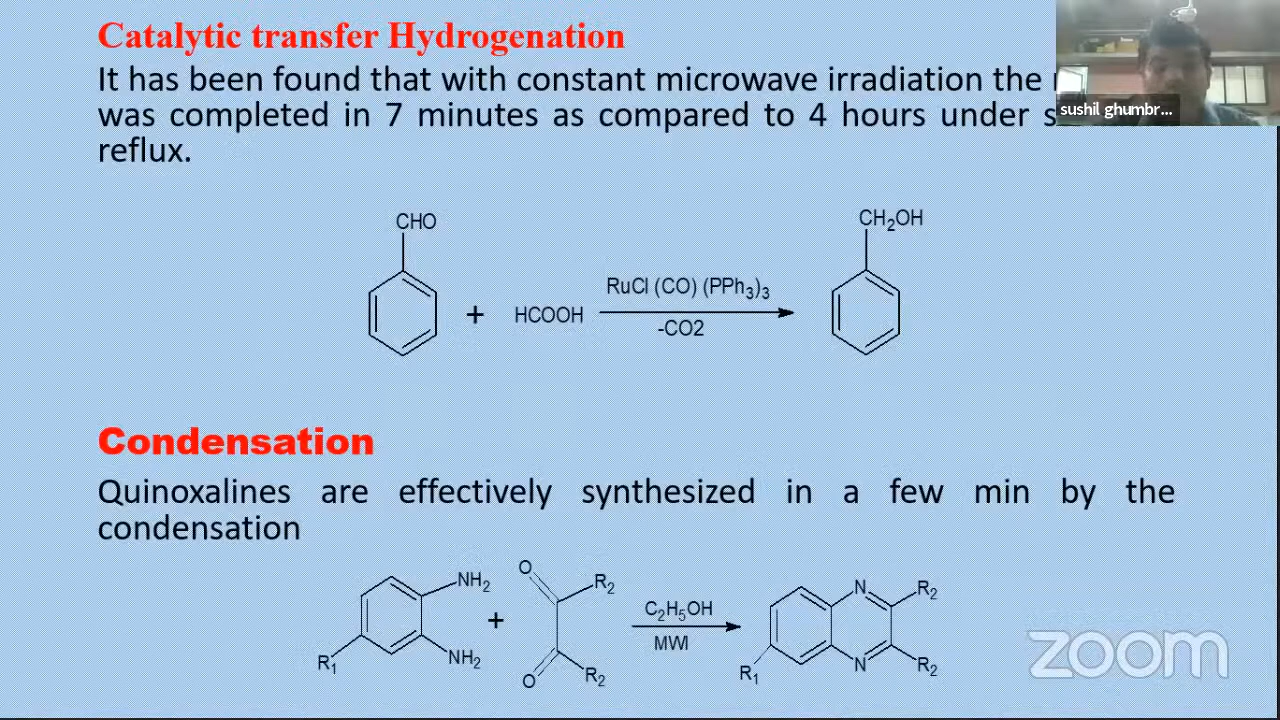 Catalytic transfer Hydrogenation
It has been found that with constant microwave irradiation the
was completed in 7 minutes as compared to 4 hours under
reflux.
sushil ghumbr...
CHO
CH2OH
RuCl (CO) (PPh3)3
+ HCOOH
-CO2
Condensation
Quinoxalines are effectively synthesized in a few min by the
condensation
NH2
O
R2
N
R2
+
C2H5OH
MWI
R1
NH2
O
R2
R1
N
R2
zoom